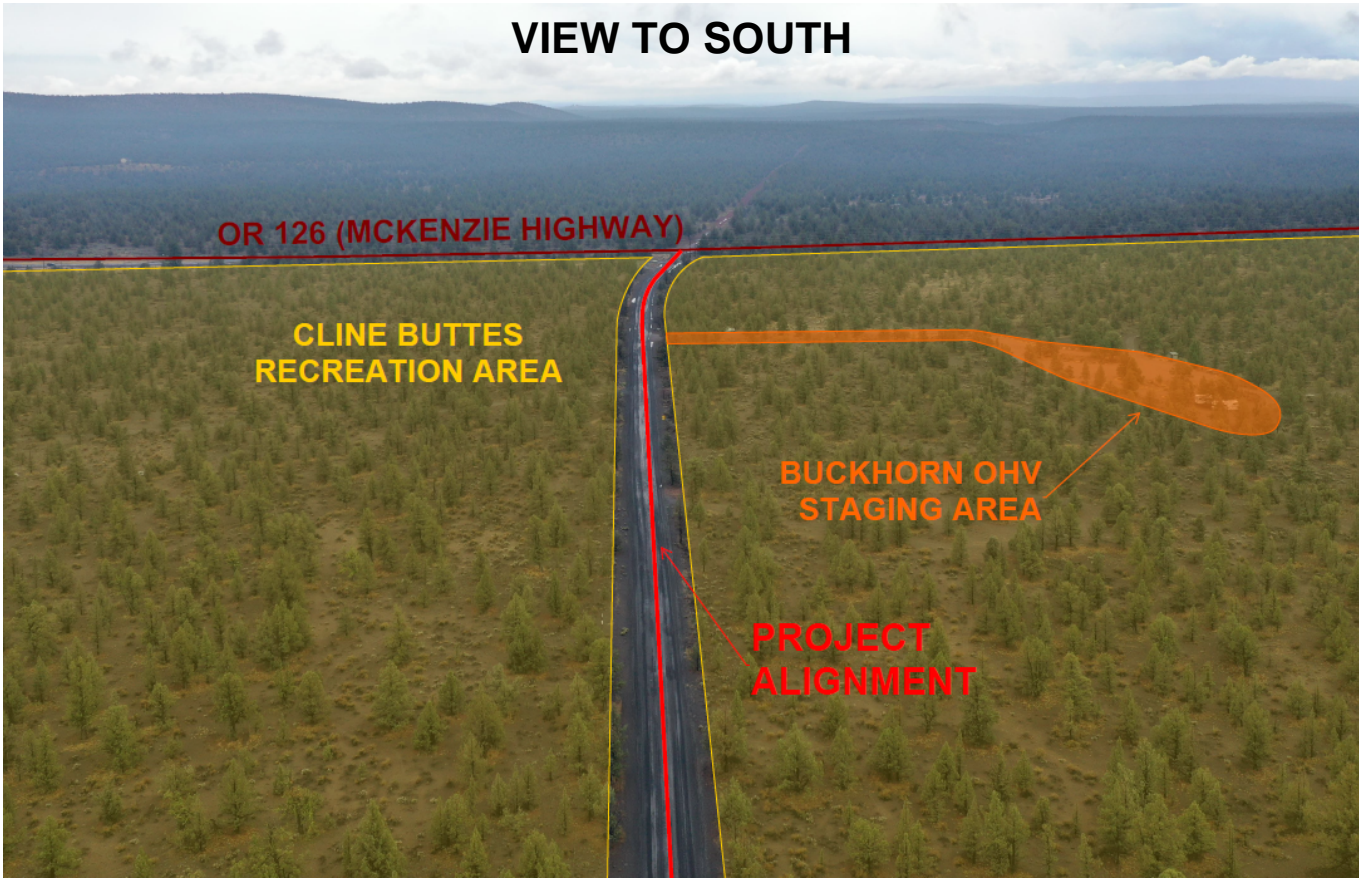 VIEW TO SOUTH
OR 126 (MCKENZIE HIGHWAY)
CLINE BUTTES
RECREATION AREA
BUCKHORN OHV
STAGING AREA
PROJECT
ALIGNMENT